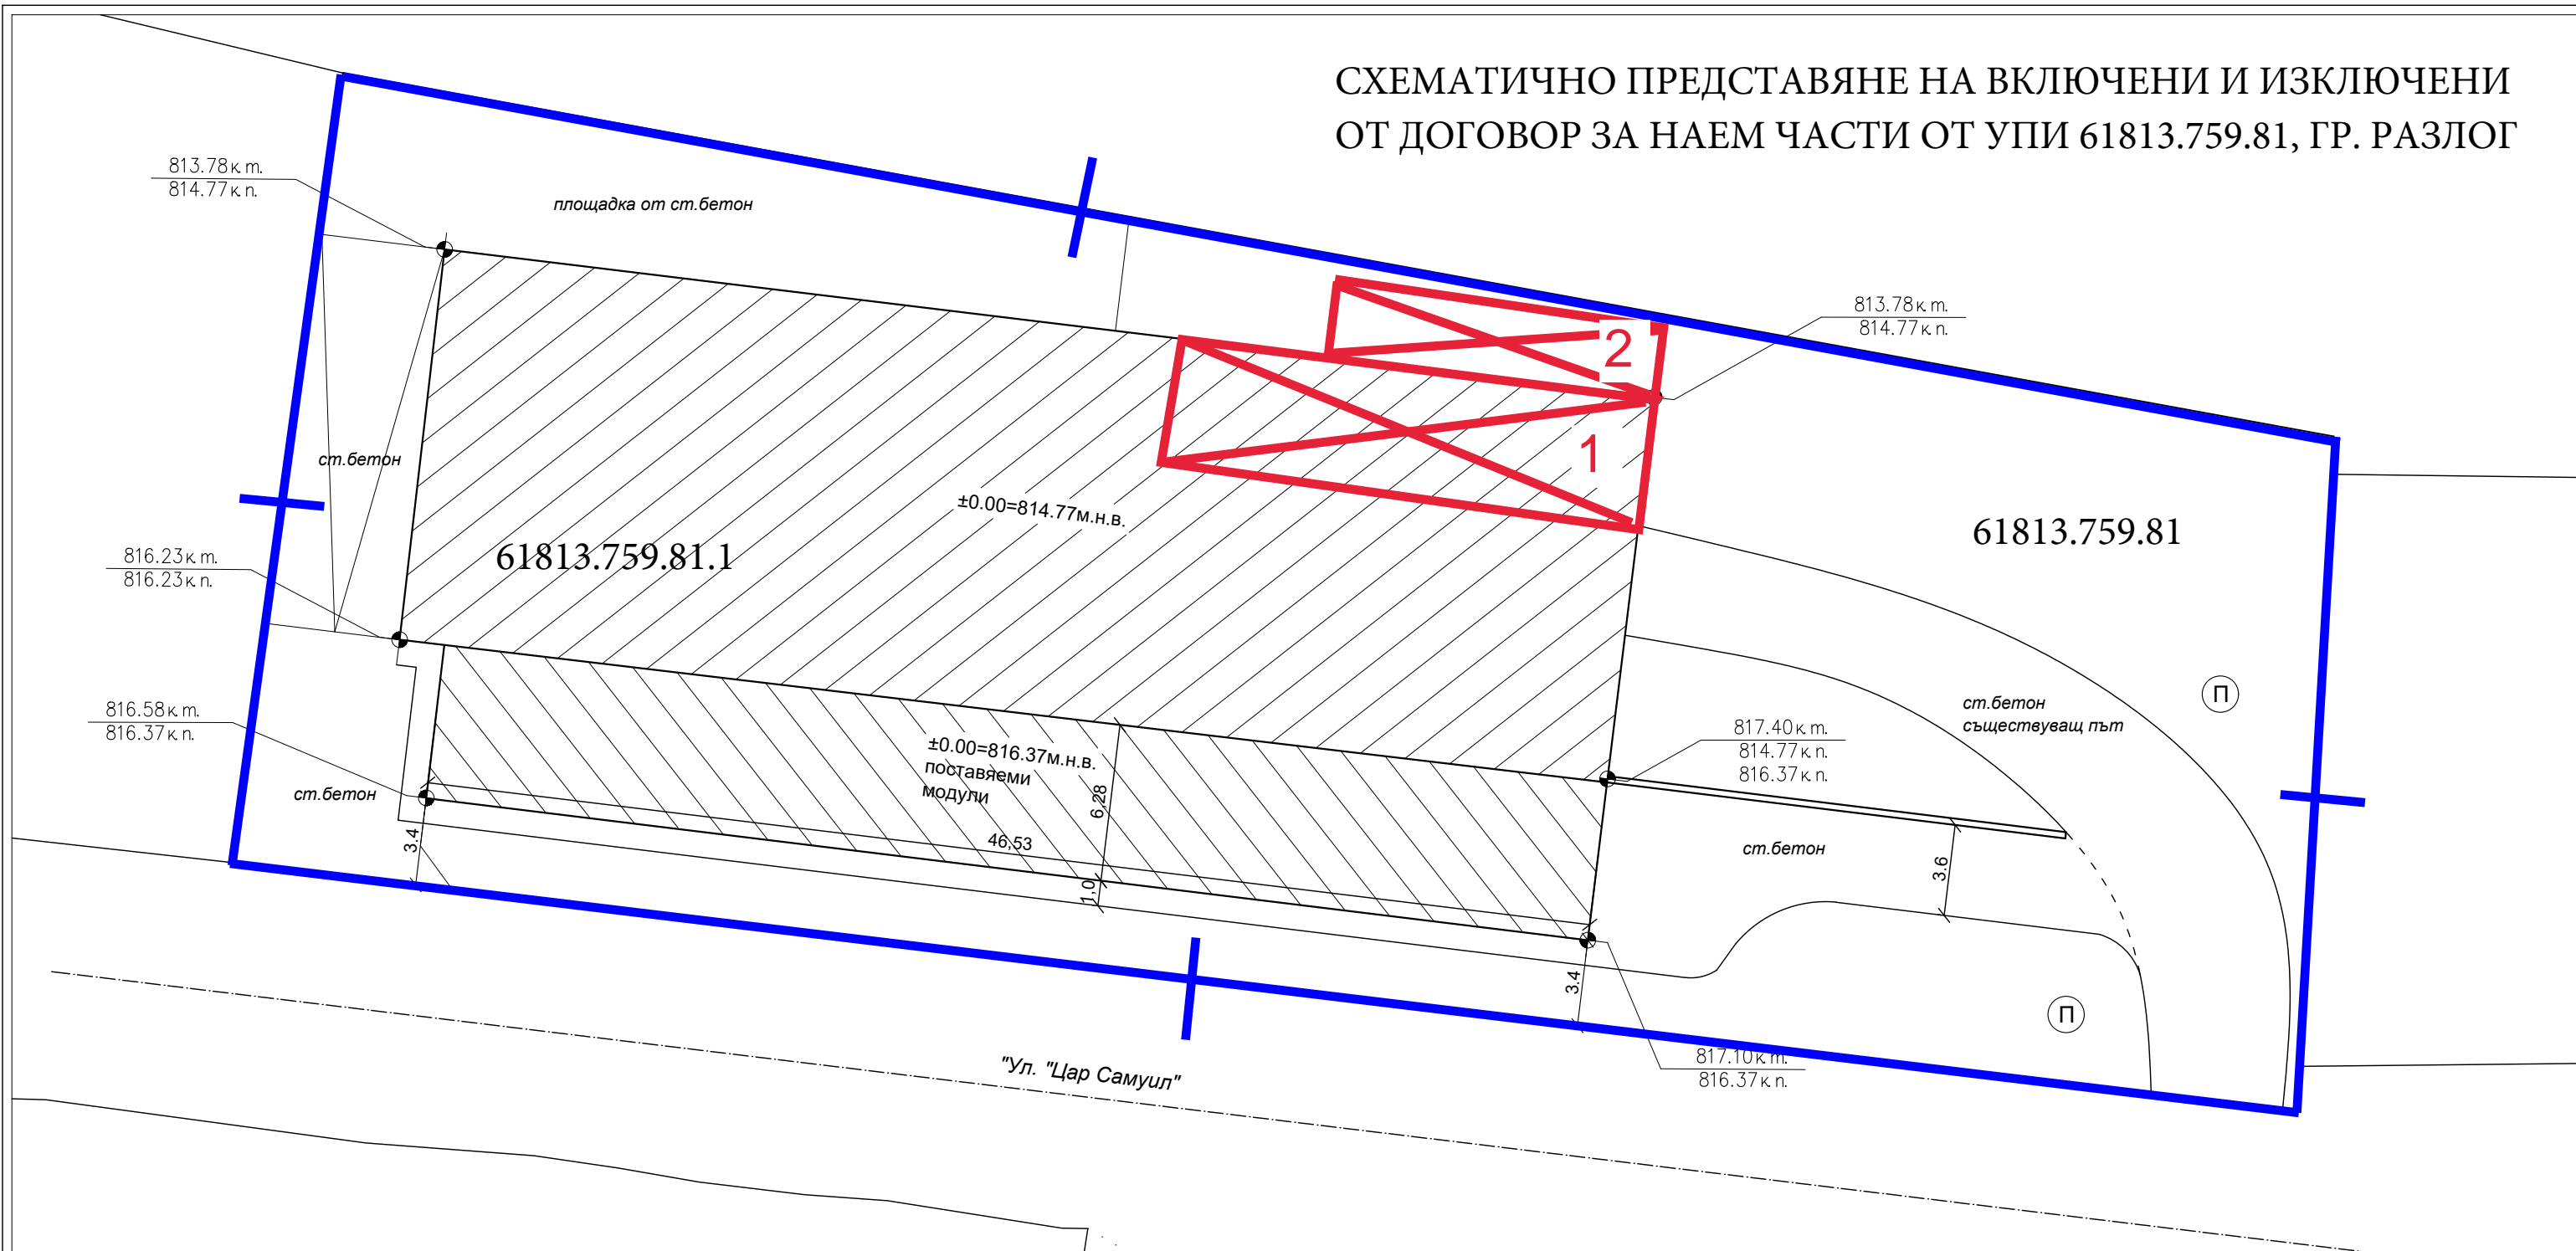 СХЕМАТИЧНО ПРЕДСТАВЯНЕ НА ВКЛЮЧЕНИ И ИЗКЛЮЧЕНИ
ОТ ДОГОВОР ЗА НАЕМ ЧАСТИ ОТ УПИ 61813.759.81, ГР. РАЗЛОГ
813.78к.т.
814.77к.п.
площадка от ст.бетон
813.78к.т.
814.77к.п.
2
1
ст.бетон
±0.00=814.77м.н.в.
61813.759.81
61813.759.81.1
816.23к.т.
816.23к.п.
П
ст.бетон
съществуващ път
816.58к.т.
816.37к.п.
817.40к.т.
814.77к.п.
816.37к.п.
±0.00=816.37м.н.в.
поставяеми
модули
6,28
ст.бетон
46,53
3.4
ст.бетон
3.6
1,0
3.4
П
"Ул. "Цар Самуил"
817.10к.т.
816.37к.п.